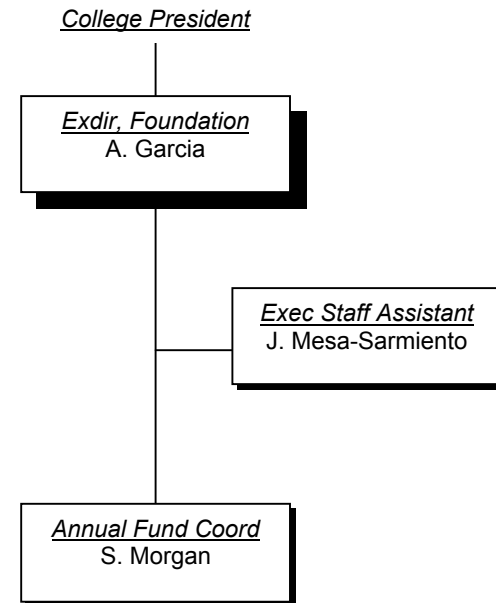 College President
Exdir, Foundation
A. Garcia
Exec Staff Assistant
J. Mesa-Sarmiento
Annual Fund Coord
S. Morgan